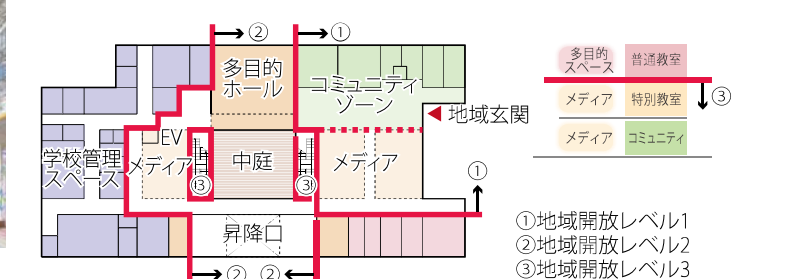 ②
①
多目的
ホール
コミュニティ
ゾーン
地域玄関
EV
学校管理
スペース
メディア
中庭
メディア
③
③
①
昇降口
②
②
多目的
スペース
普通教室
メディア
特別教室
③
メディア
コミュニティ
①地域開放レベル1
②地域開放レベル2
③地域開放レベル3